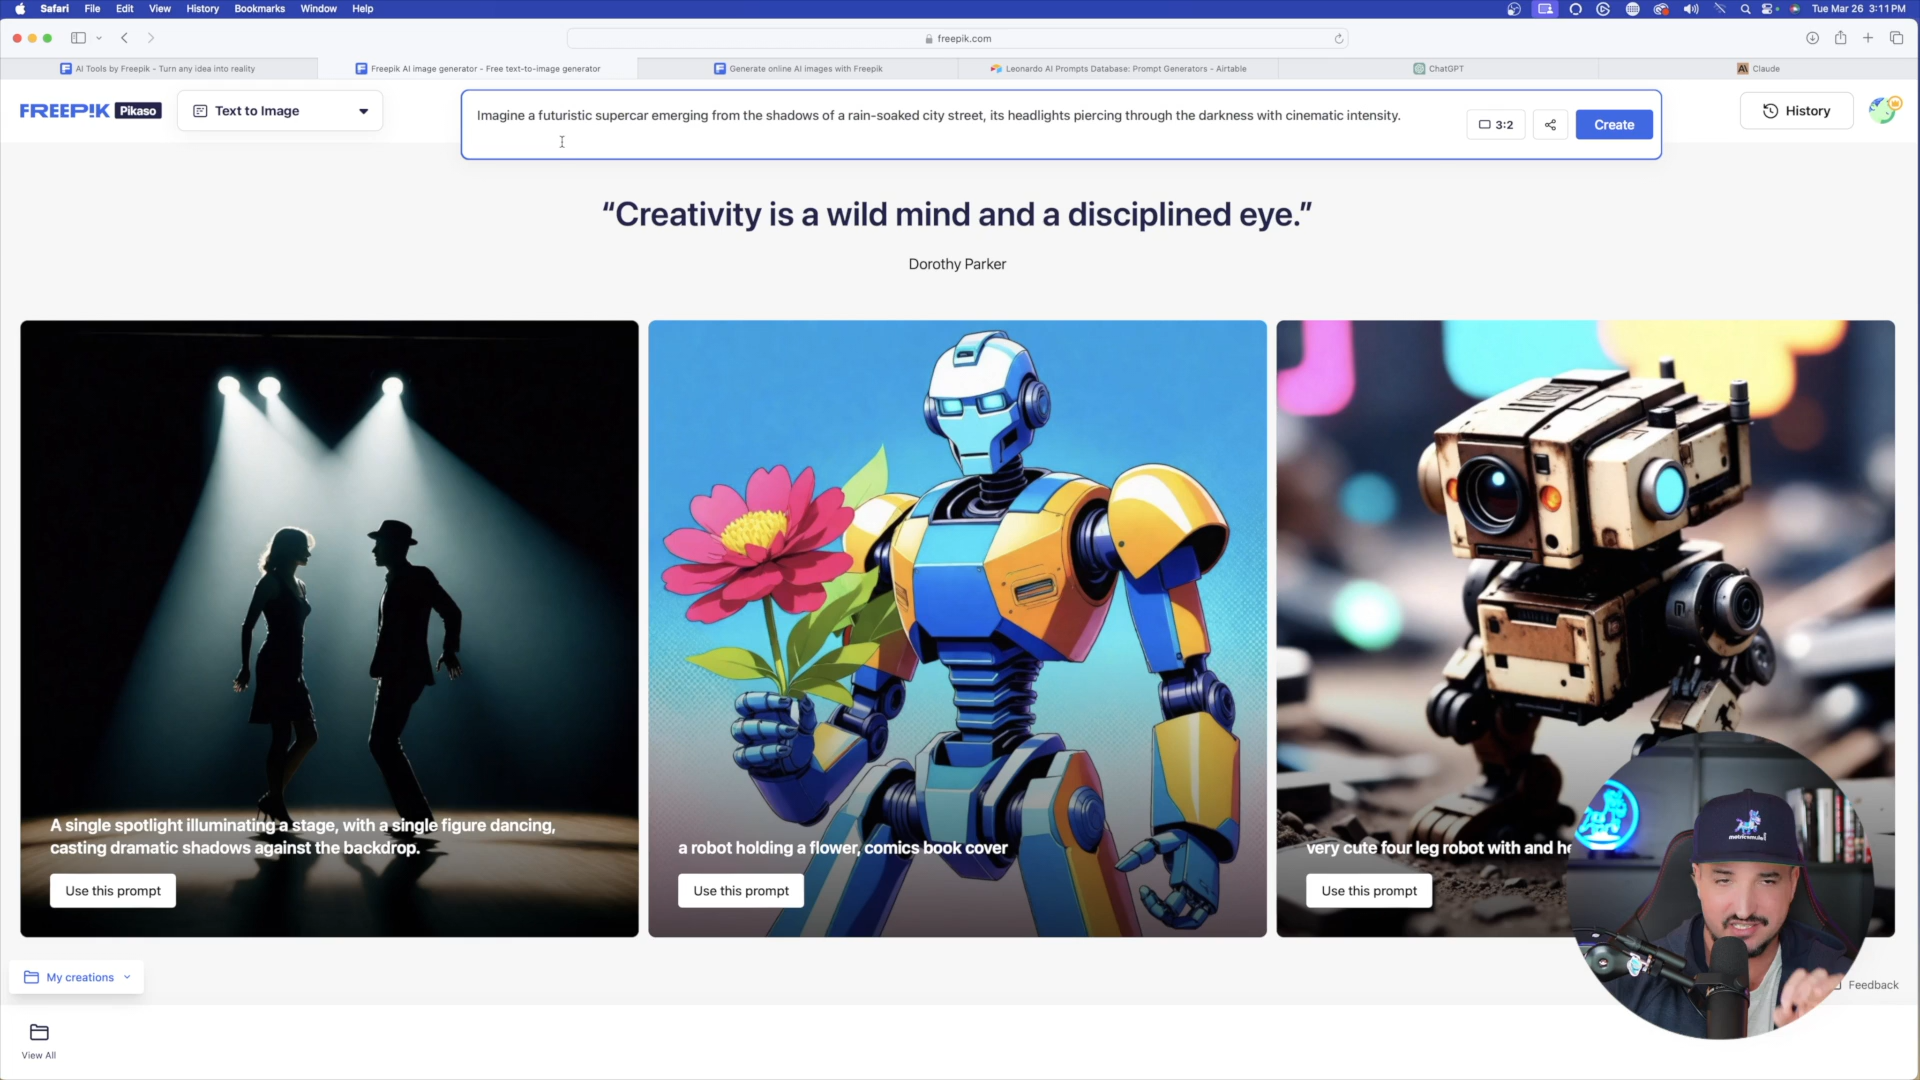 Safari File Edit View History Bookmarks Window Help
Tue Mar 26 3:11 PM
freepik.com
AI Tools by Freepik - Turn any idea into reality
Freepik AI image generator - Free text-to-image generator
Generate online AI images with Freepik
Leonardo AI Prompts Database: Prompt Generators - Airtable
ChatGPT
Claude
FREEPIK Pikaso
Text to Image
Imagine a futuristic supercar emerging from the shadows of a rain-soaked city street, its headlights piercing through the darkness with cinematic intensity.
3:2
Create
History
“Creativity is a wild mind and a disciplined eye.”
Dorothy Parker
A single spotlight illuminating a stage, with a single figure dancing,
casting dramatic shadows against the backdrop.
Use this prompt
a robot holding a flower, comics book cover
Use this prompt
very cute four leg robot with and
Use this prompt
My creations
Feedback
View All